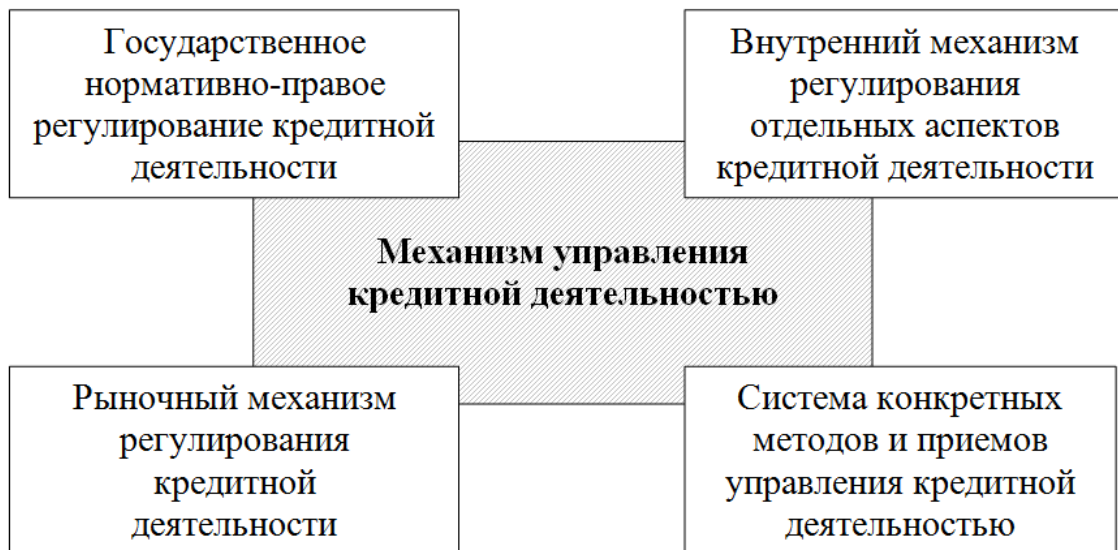 Государственное
нормативно-правое
регулирование кредитной
деятельности
Внутренний механизм
регулирования
отдельных аспектов
кредитной деятельности
Механизм управления
кредитной деятельностью
Рыночный механизм
регулирования
кредитной
деятельности
Система конкретных
методов и приемов
управления кредитной
деятельностью